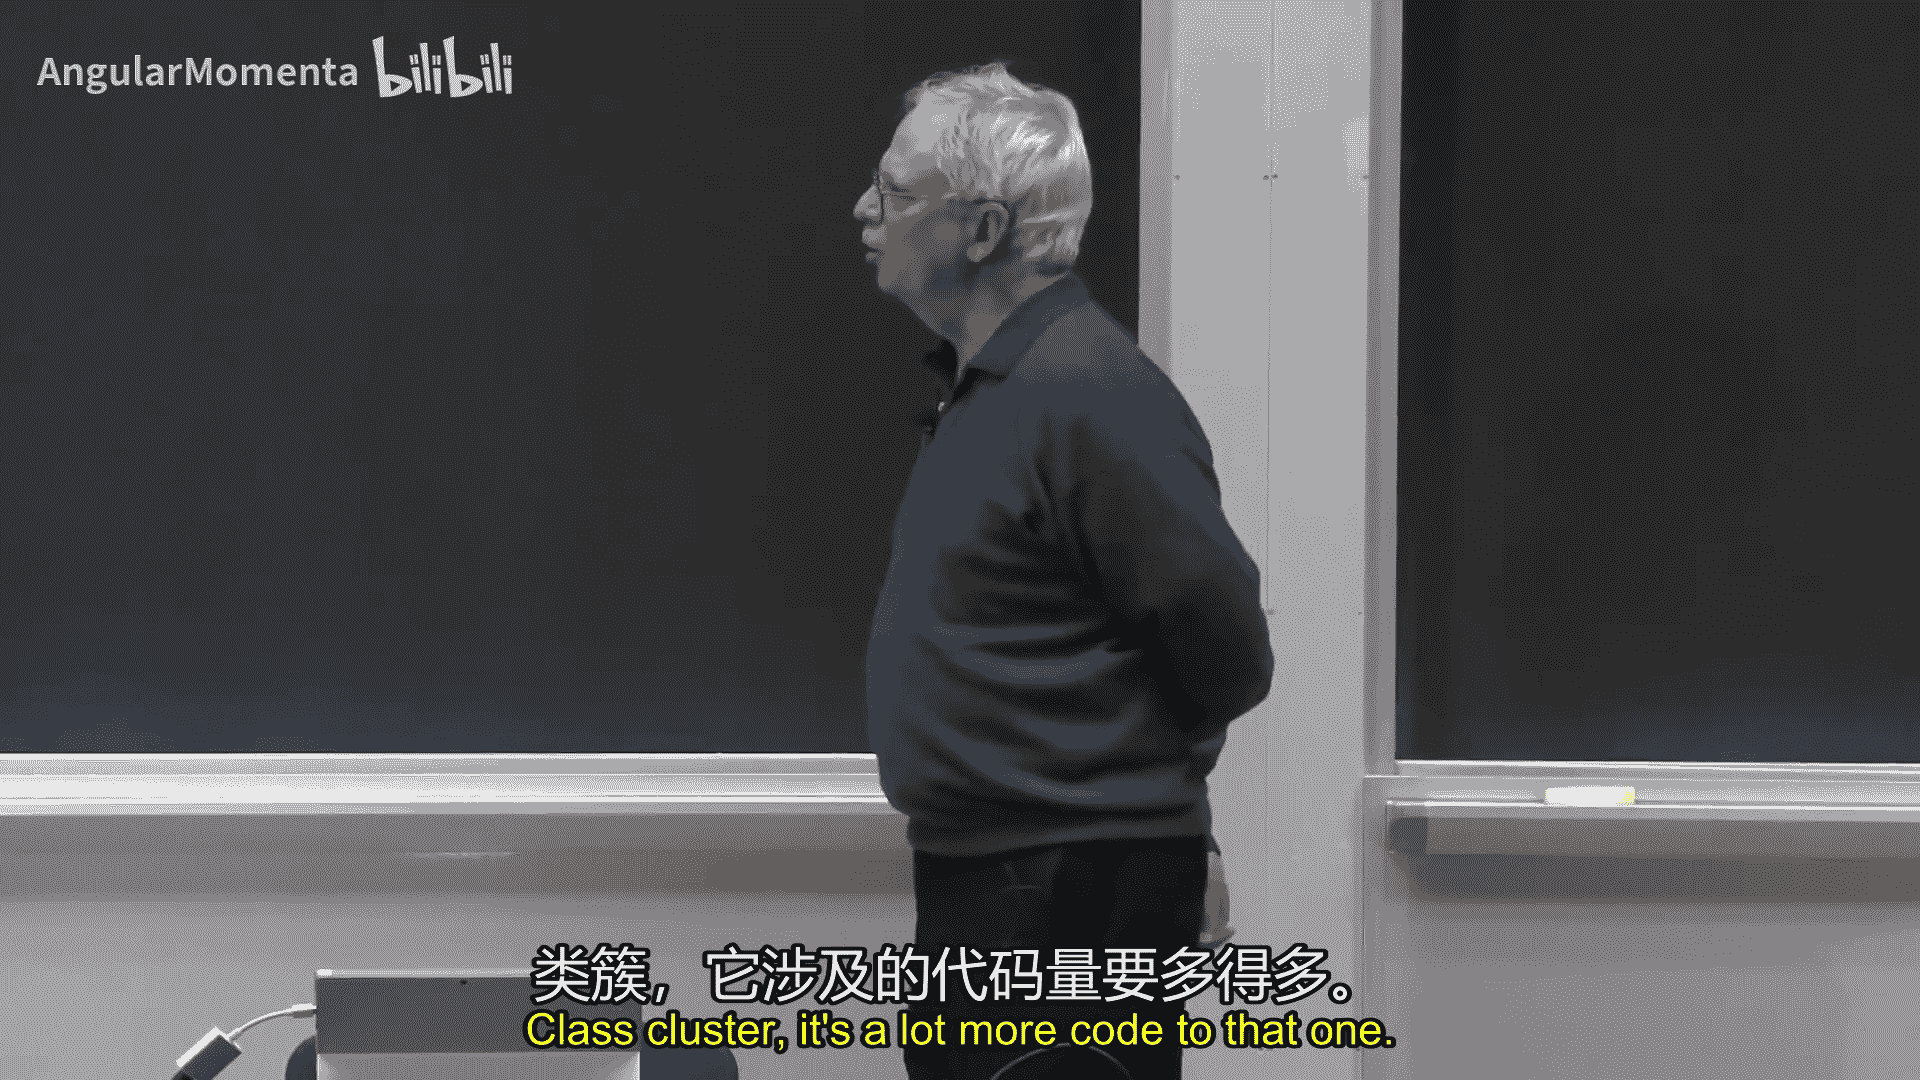 AngularMomenta bilibili
类簇，它涉及的代码量要多得多。
Class cluster, it's a lot more code to that one.